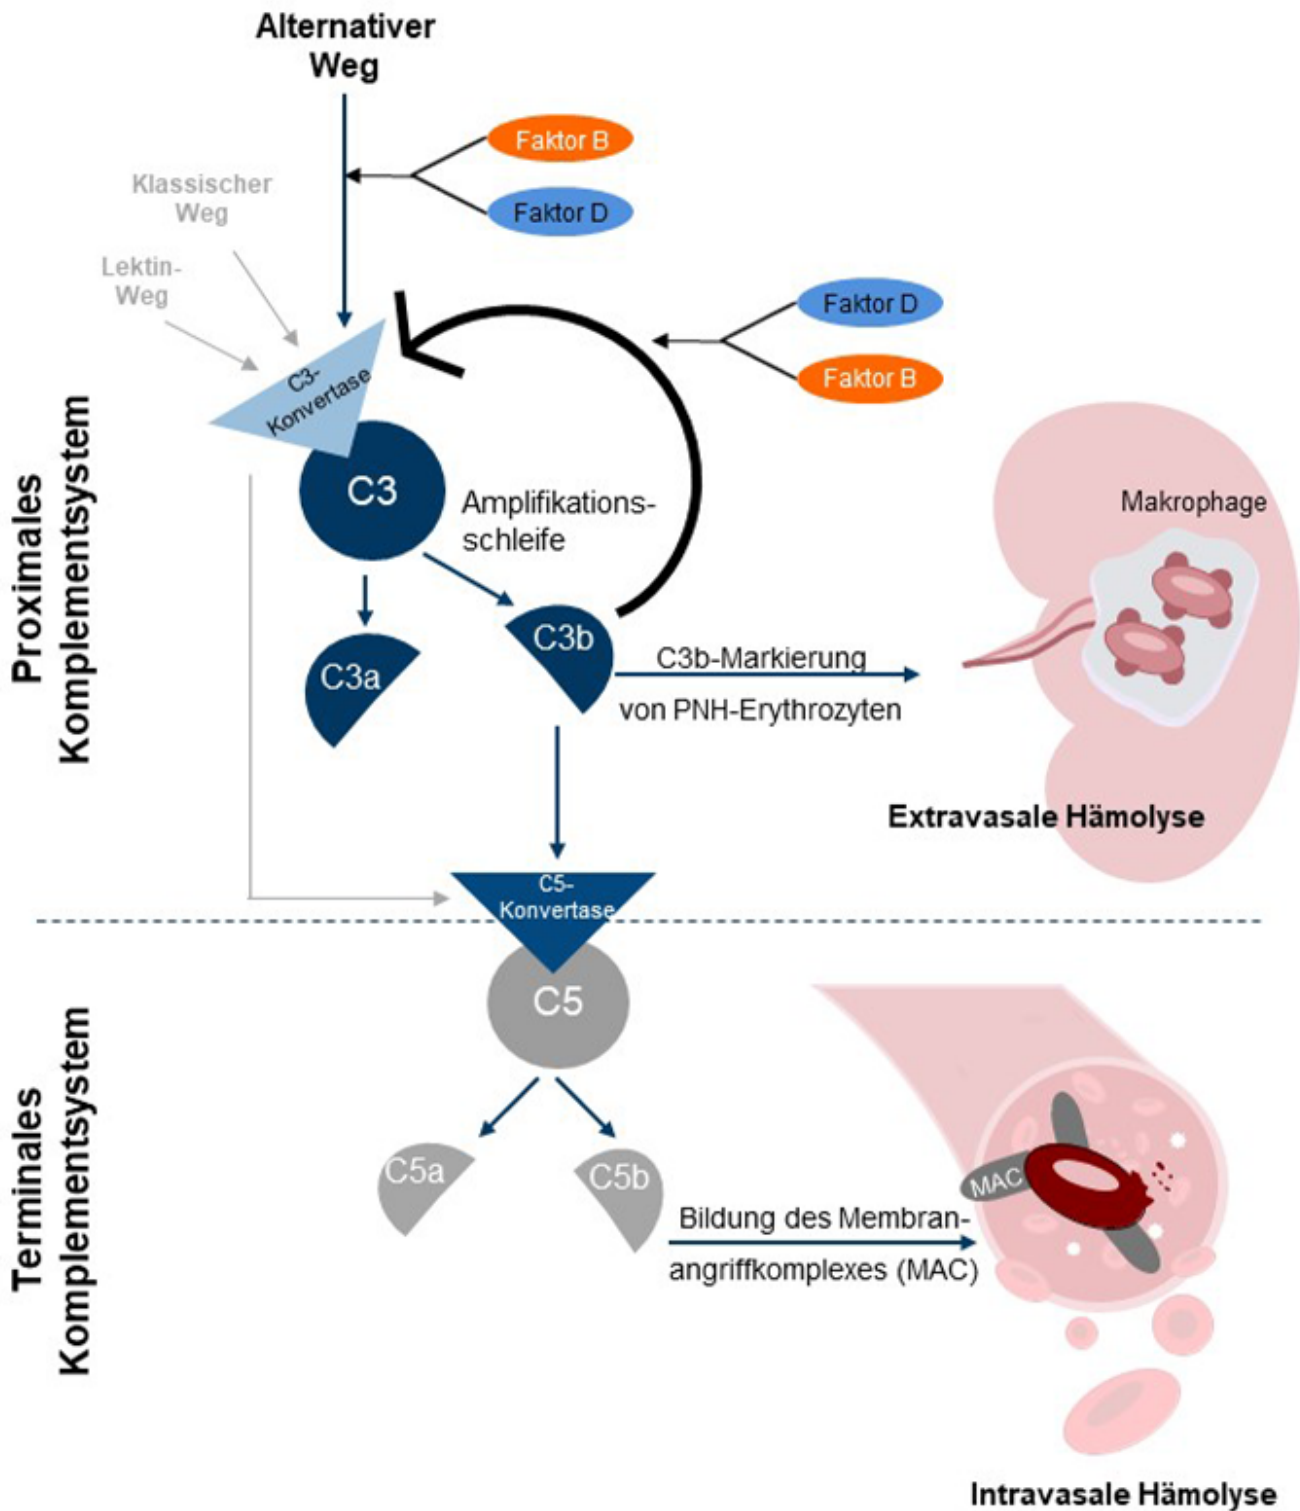 Alternativer
Weg
Faktor B
Faktor D
Klassischer
Weg
Lektin-
Weg
Faktor D
Faktor B
C3-
Konvertase
C3
Amplifikations-
schleife
Makrophage
C3a
C3b
C3b-Markierung
von PNH-Erythrozyten
Extravasale Hämolyse
Proximales
Komplementsystem
C5-
Konvertase
C5
C5a
C5b
MAC
Bildung des Membran-
angriffkomplexes (MAC)
Terminales
Komplementsystem
Intravasale Hämolyse